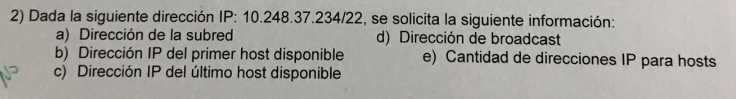 2) Dada la siguiente dirección IP: 10.248.37.234/22, se solicita la siguiente información:
a) Dirección de la subred
d) Dirección de broadcast
b) Dirección IP del primer host disponible
e) Cantidad de direcciones IP para hosts
c) Dirección IP del último host disponible
No